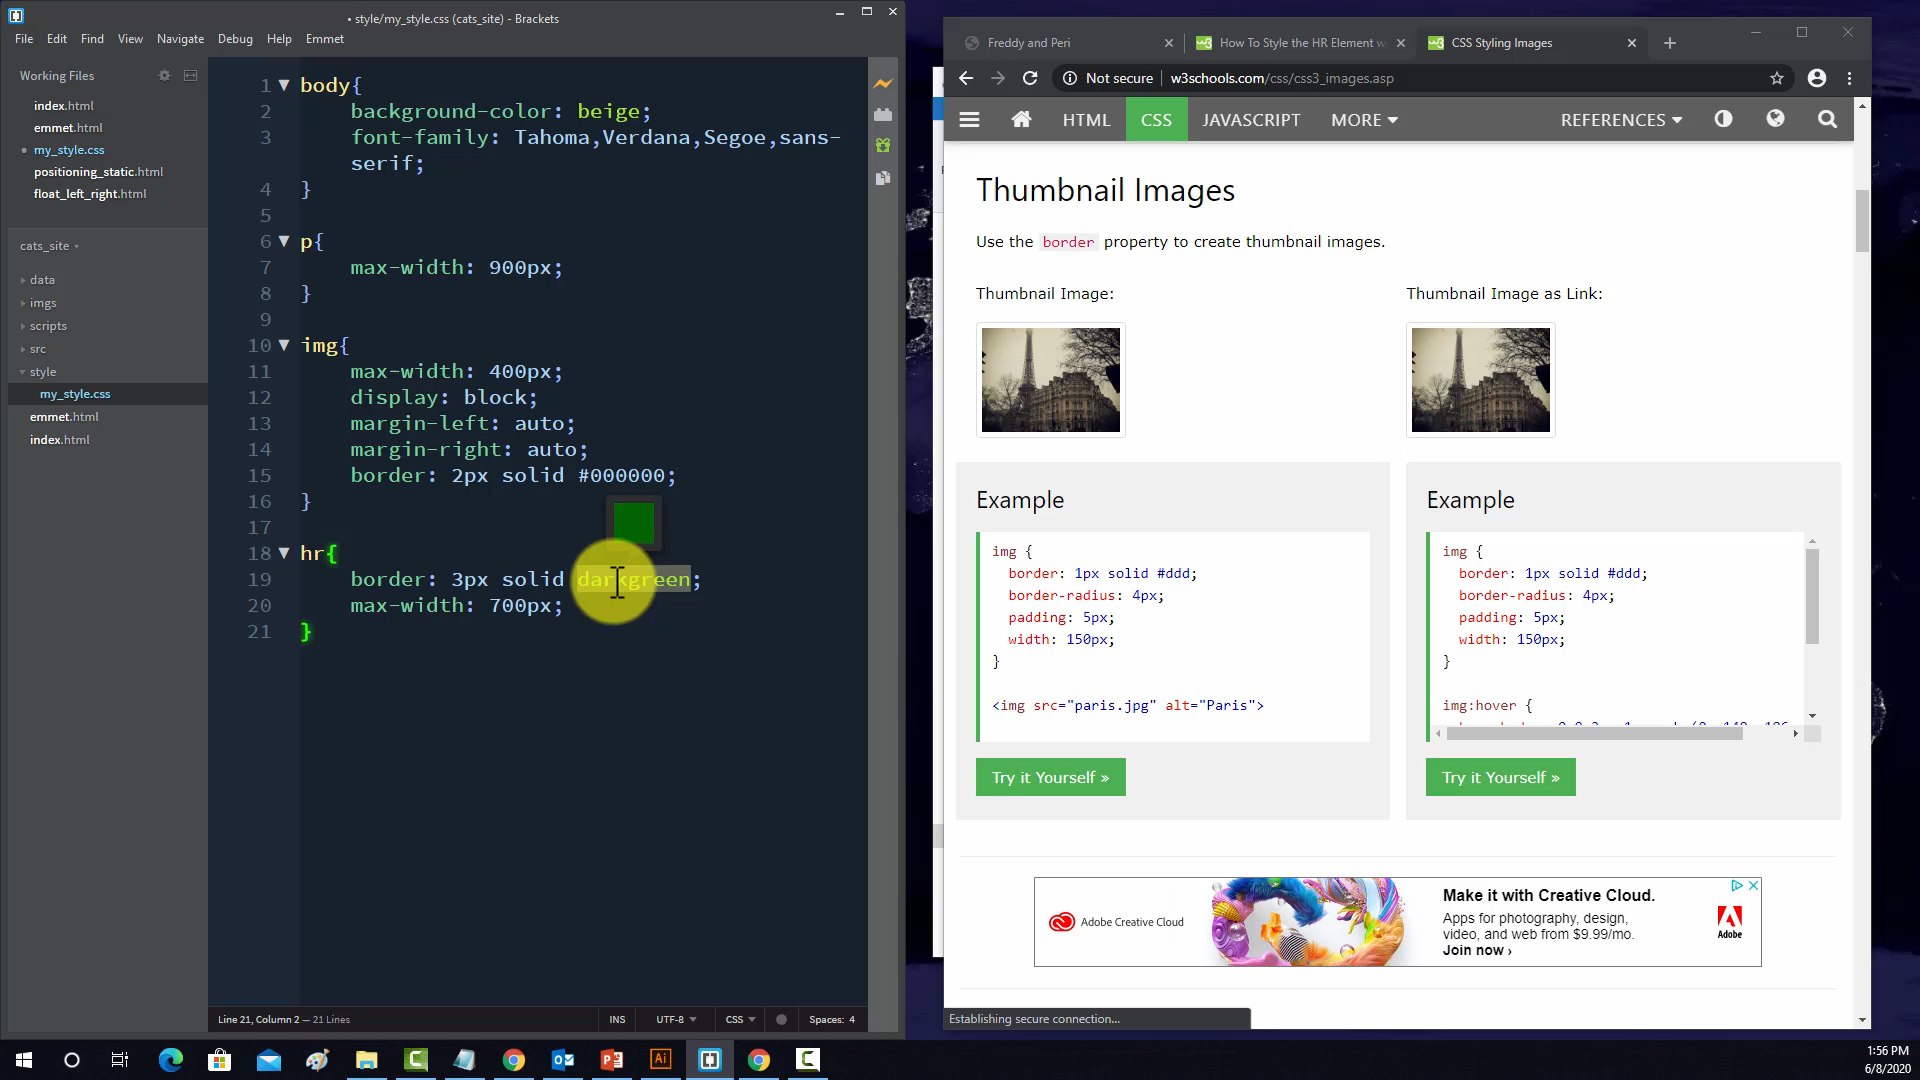 style/my_style.css (cats_site) - Brackets
File Edit Find View Navigate Debug Help Emmet
Working Files
index.html
emmet.html
my_style.css
positioning_static.html
float_left_right.html
cats_site
data
imgs
scripts
src
style
my_style.css
emmet.html
index.html
1 body{
2 background-color: beige;
3 font-family: Tahoma,Verdana,Segoe,sans-
serif;
4 }
5
6 p{
7 max-width: 900px;
8 }
9
10 img{
11 max-width: 400px;
12 display: block;
13 margin-left: auto;
14 margin-right: auto;
15 border: 2px solid #000000;
16 }
17
18 hr{
19 border: 3px solid darkgreen;
20 max-width: 700px;
21 }
Line 21, Column 2 — 21 Lines
INS UTF-8 CSS Spaces: 4
Freddy and Peri
How To Style the HR Element w
CSS Styling Images
Not secure | w3schools.com/css/css3_images.asp
HTML CSS JAVASCRIPT MORE REFERENCES
Thumbnail Images
Use the border property to create thumbnail images.
Thumbnail Image:
Thumbnail Image as Link:
Example
img {
border: 1px solid #ddd;
border-radius: 4px;
padding: 5px;
width: 150px;
}
<img src="paris.jpg" alt="Paris">
Try it Yourself »
Example
img {
border: 1px solid #ddd;
border-radius: 4px;
padding: 5px;
width: 150px;
}
img:hover {
Try it Yourself »
Adobe Creative Cloud
Make it with Creative Cloud.
Apps for photography, design,
video, and web from $9.99/mo.
Join now ›
Adobe
Establishing secure connection...
1:56 PM
6/8/2020